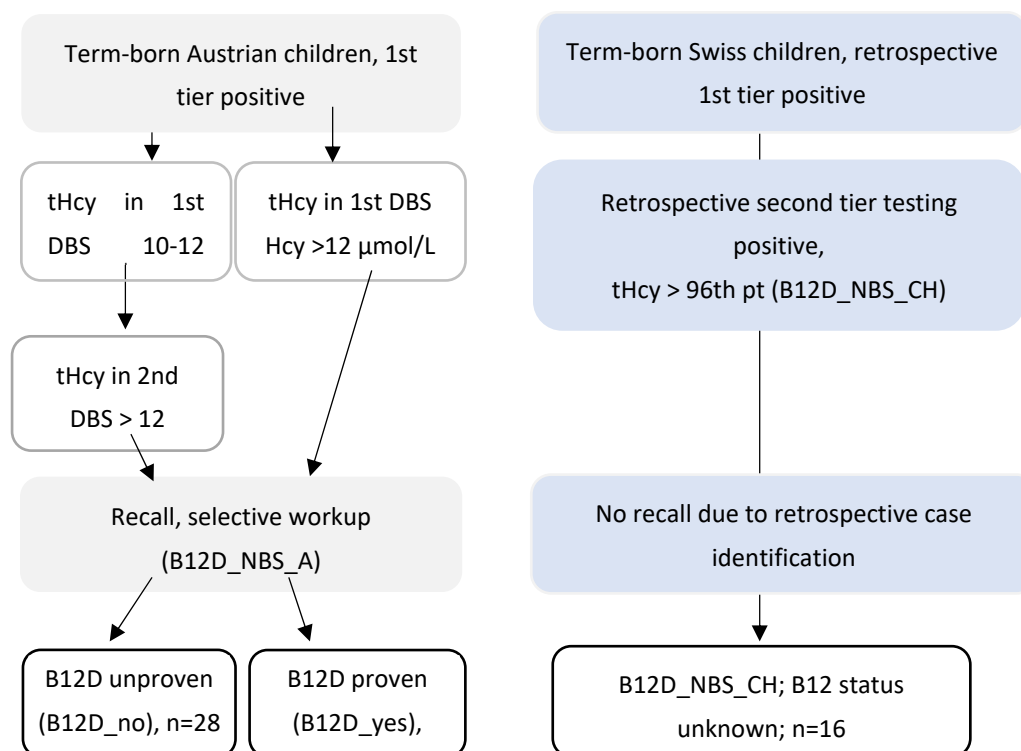 Term-born Austrian children, 1st
tier positive
tHcy in 1st
DBS 10-12
tHcy in 1st DBS
Hcy >12 µmol/L
tHcy in 2nd
DBS > 12
Recall, selective workup
(B12D_NBS_A)
B12D unproven
(B12D_no), n=28
B12D proven
(B12D_yes),
Term-born Swiss children, retrospective
1st tier positive
Retrospective second tier testing
positive,
tHcy > 96th pt (B12D_NBS_CH)
No recall due to retrospective case
identification
B12D_NBS_CH; B12 status
unknown; n=16